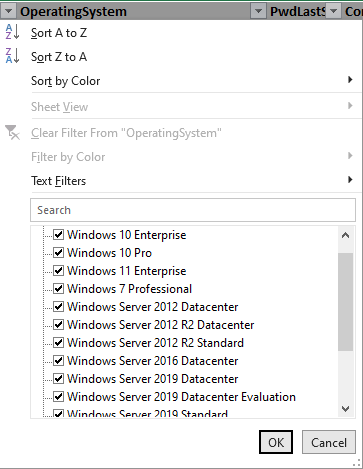 OperatingSystem PwdLastS Co
Sort A to Z
Sort Z to A
Sort by Color
Sheet View
Clear Filter From "OperatingSystem"
Filter by Color
Text Filters
Search
Windows 10 Enterprise
Windows 10 Pro
Windows 11 Enterprise
Windows 7 Professional
Windows Server 2012 Datacenter
Windows Server 2012 R2 Datacenter
Windows Server 2012 R2 Standard
Windows Server 2016 Datacenter
Windows Server 2019 Datacenter
Windows Server 2019 Datacenter Evaluation
Windows Server 2019 Standard
OK Cancel